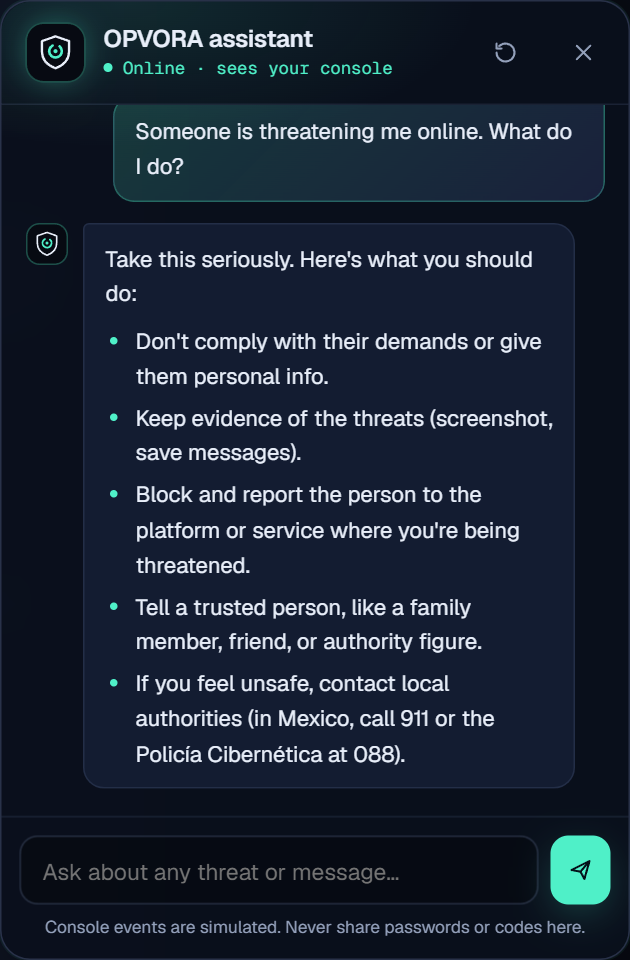 OPVORA assistant
Online · sees your console
Someone is threatening me online. What do
I do?
Take this seriously. Here's what you should
do:
• Don't comply with their demands or give
them personal info.
• Keep evidence of the threats (screenshot,
save messages).
• Block and report the person to the
platform or service where you're being
threatened.
• Tell a trusted person, like a family
member, friend, or authority figure.
• If you feel unsafe, contact local
authorities (in Mexico, call 911 or the
Policía Cibernética at 088).
Ask about any threat or message…
Console events are simulated. Never share passwords or codes here.